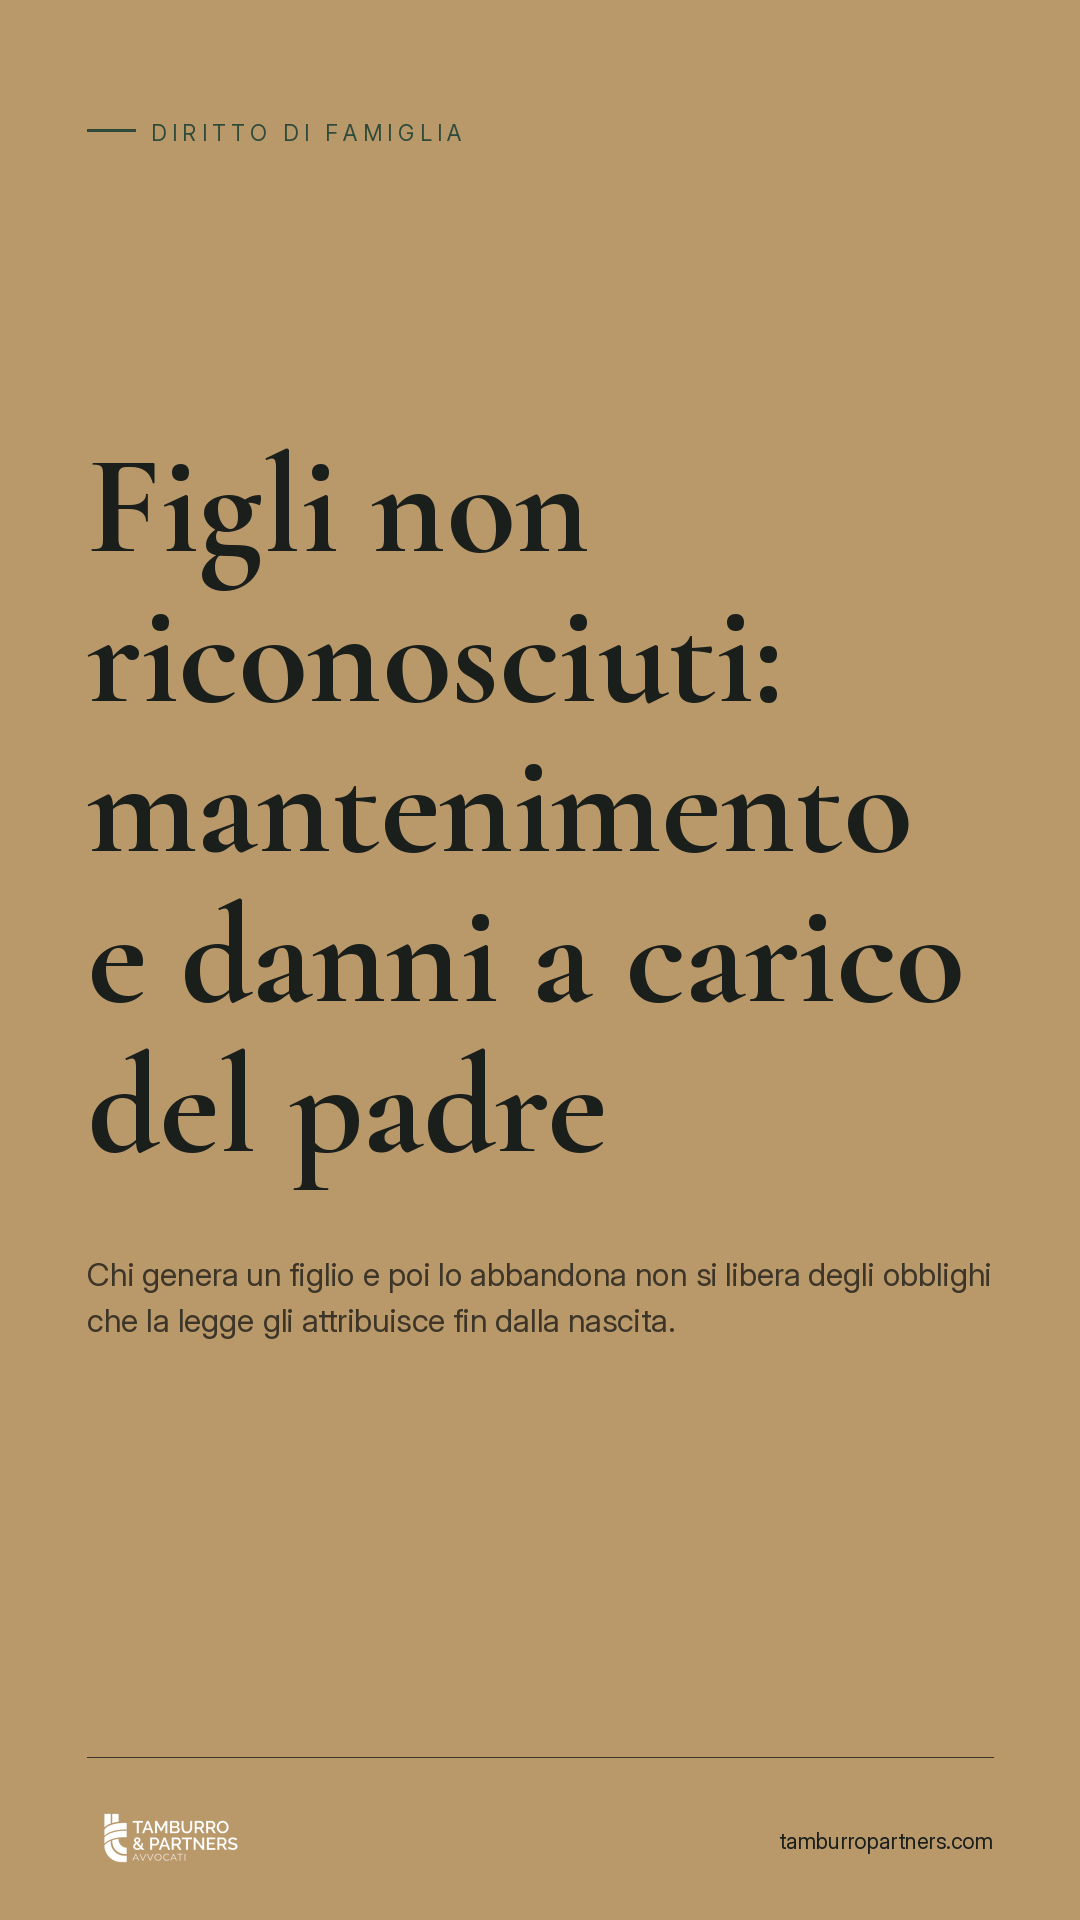 DIRITTO DI FAMIGLIA
Figli non
riconosciuti:
mantenimento
e danni a carico
del padre
Chi genera un figlio e poi lo abbandona non si libera degli obblighi
che la legge gli attribuisce fin dalla nascita.
TAMBURRO
& PARTNERS
AVVOCATI
tamburropartners.com